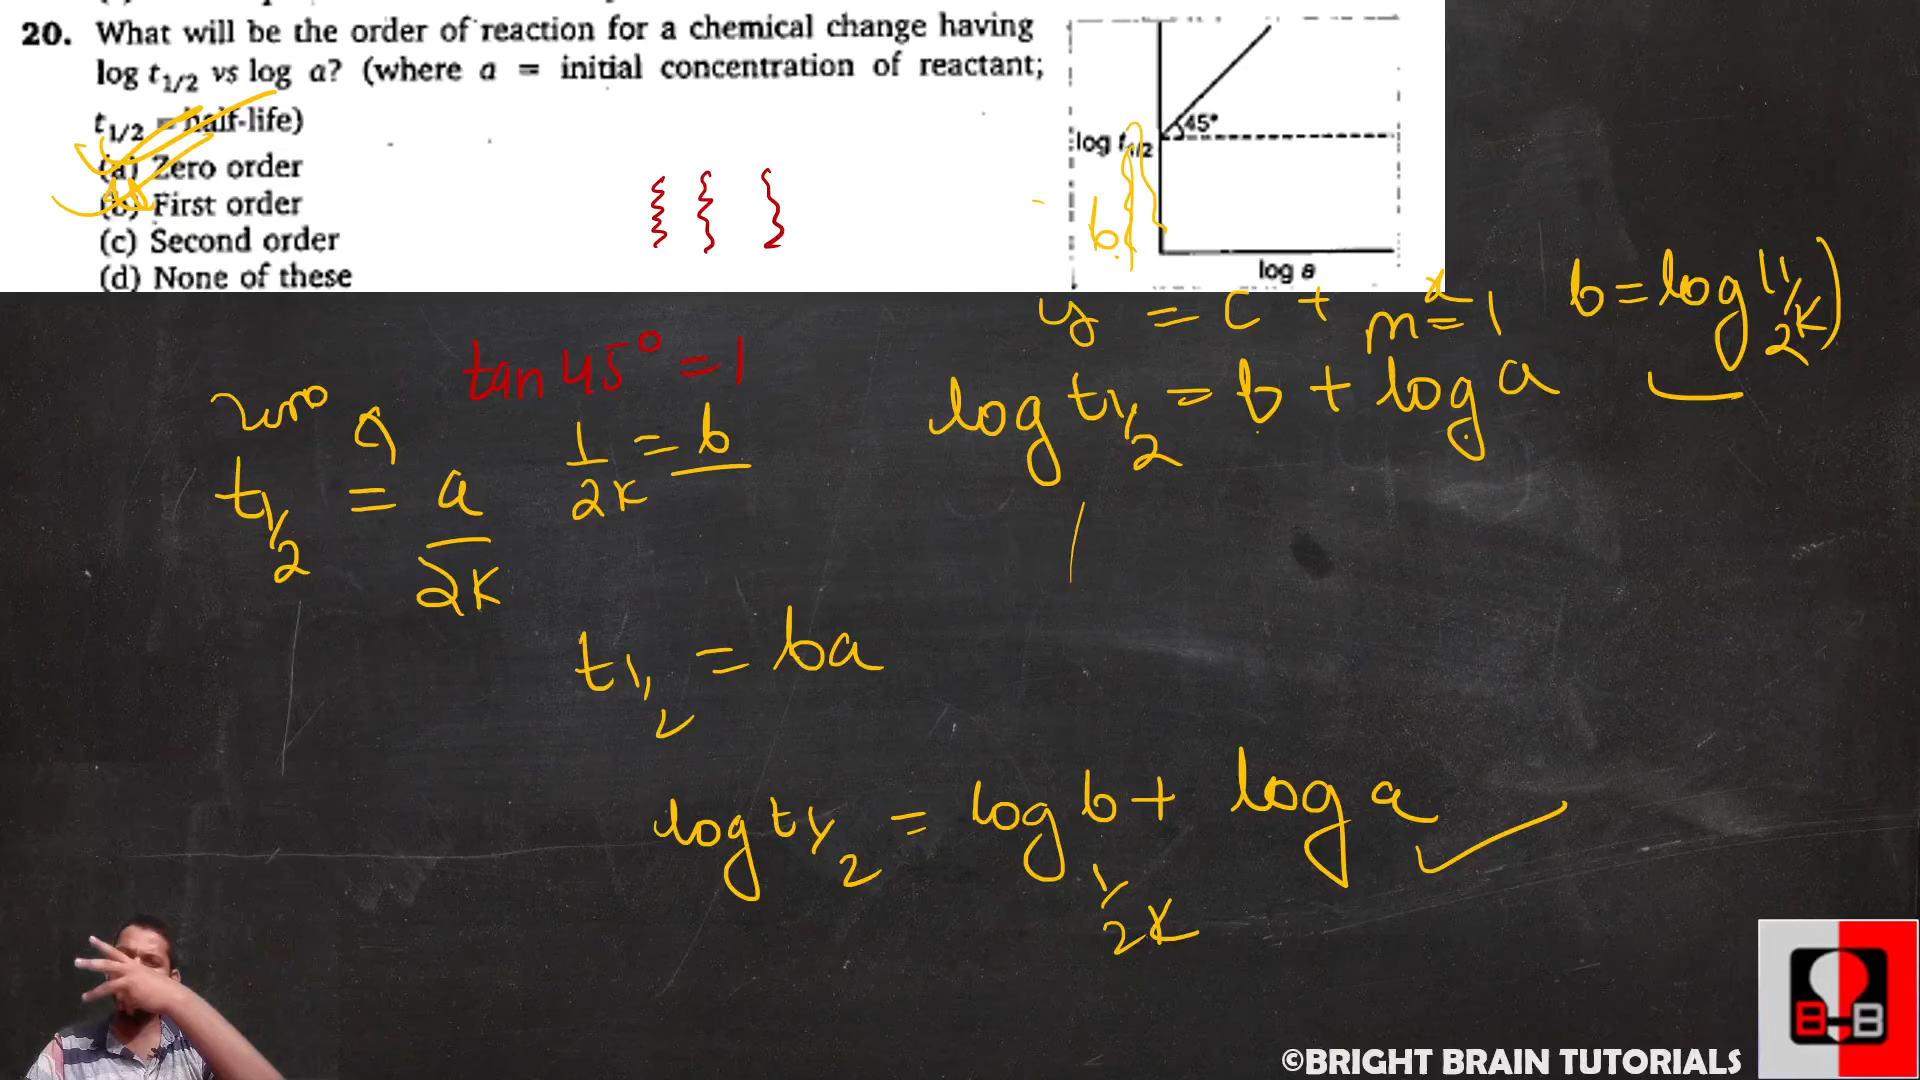 20. What will be the order of reaction for a chemical change having
log t1/2 vs log a? (where a = initial concentration of reactant;
t1/2 = half-life)
(a) Zero order
(b) First order
(c) Second order
(d) None of these
45°
log t1/2
b
log a
y = c + m = 1
x
b = log (1/2K)
tan 45° = 1
zero
t1/2 = a/2K
1/2K = b
log t1/2 = b + log a
t1/2 = ba
log t1/2 = log b + log a
1/2K
B B
©BRIGHT BRAIN TUTORIALS